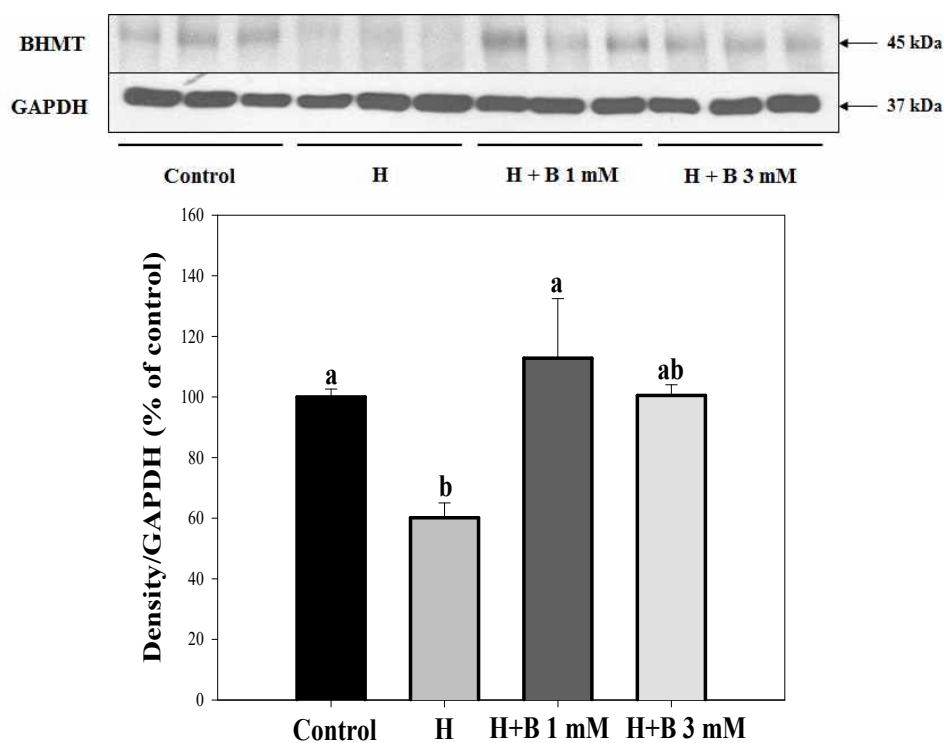 BHMT 45 kDa
GAPDH 37 kDa
Control H H + B 1 mM H + B 3 mM
Density/GAPDH (% of control)
160
140
120
100
80
60
40
20
0
a
b
a
ab
Control H H+B 1 mM H+B 3 mM